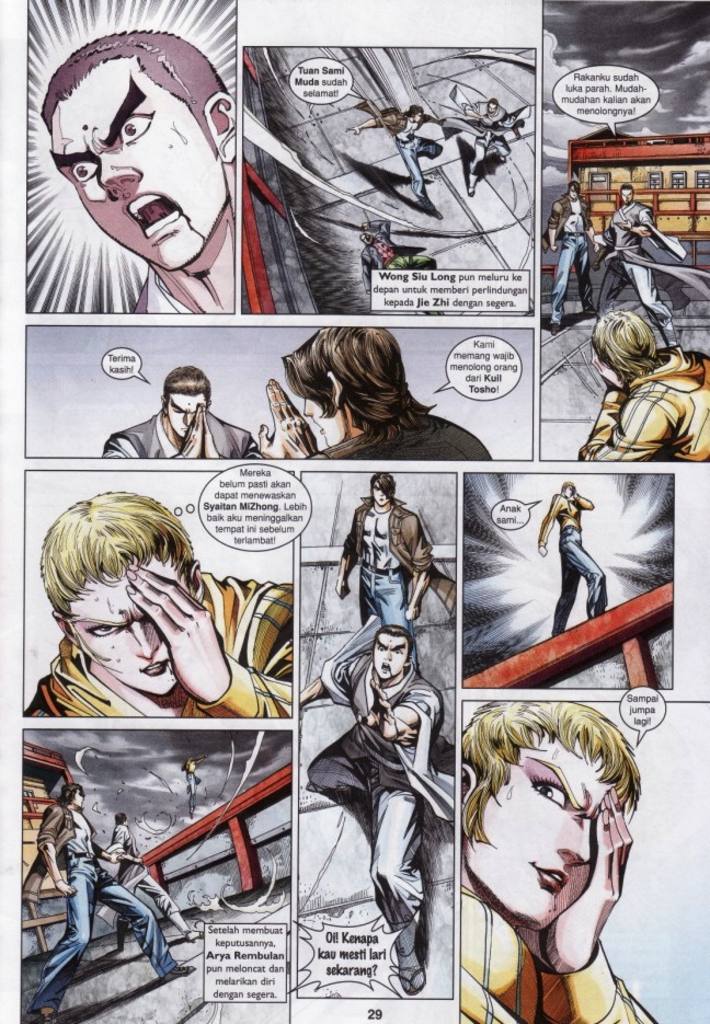 Tuan Sami
Muda sudah
selamat!
Wong Siu Long pun meluru ke
depan untuk memberi perlindungan
kepada Jie Zhi dengan segera.
Rakanku sudah
luka parah. Mudah-
mudahan kalian akan
menolongnya!
Terima
kasih!
Kami
memang wajib
menolong orang
dari Kuil
Tosho!
Mereka
belum pasti akan
dapat menewaskan
Syaitan MiZhong. Lebih
baik aku meninggalkan
tempat ini sebelum
terlambat!
Anak
sami...
Setelah membuat
keputusannya,
Arya Rembulan
pun meloncat dan
melarikan diri
dengan segera.
Oi! Kenapa
kau mesti lari
sekarang?
Sampai
jumpa
lagi!
29